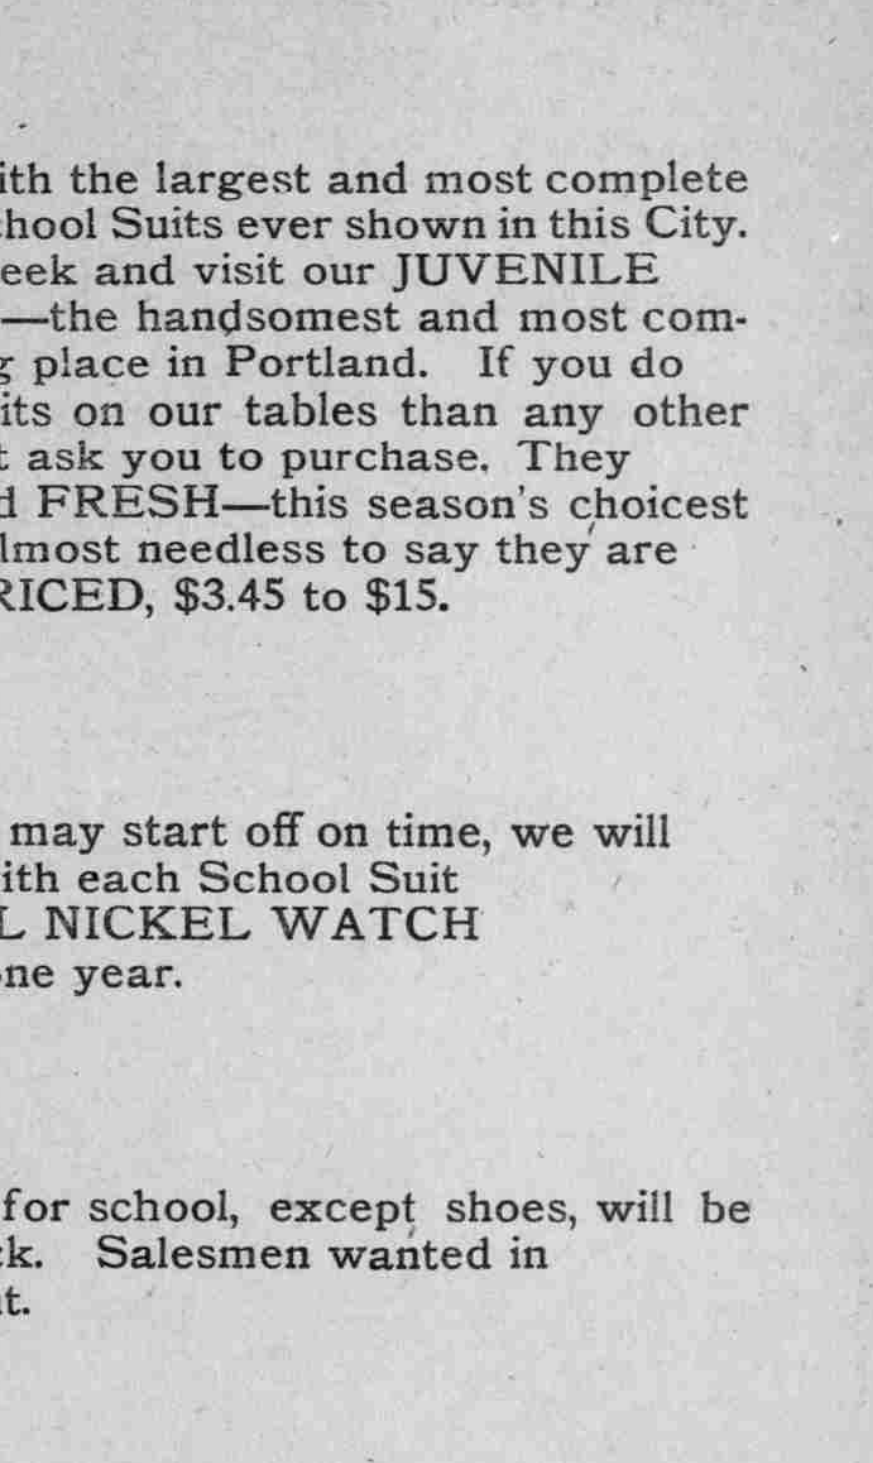 ith the largest and most complete
chool Suits ever shown in this City.
eek and visit our JUVENILE
—the handsomest and most com-
g place in Portland. If you do
its on our tables than any other
t ask you to purchase. They
d FRESH—this season's choicest
lmost needless to say they are
RICED, $3.45 to $15.
may start off on time, we will
ith each School Suit
L NICKEL WATCH
ne year.
for school, except shoes, will be
ck. Salesmen wanted in
t.